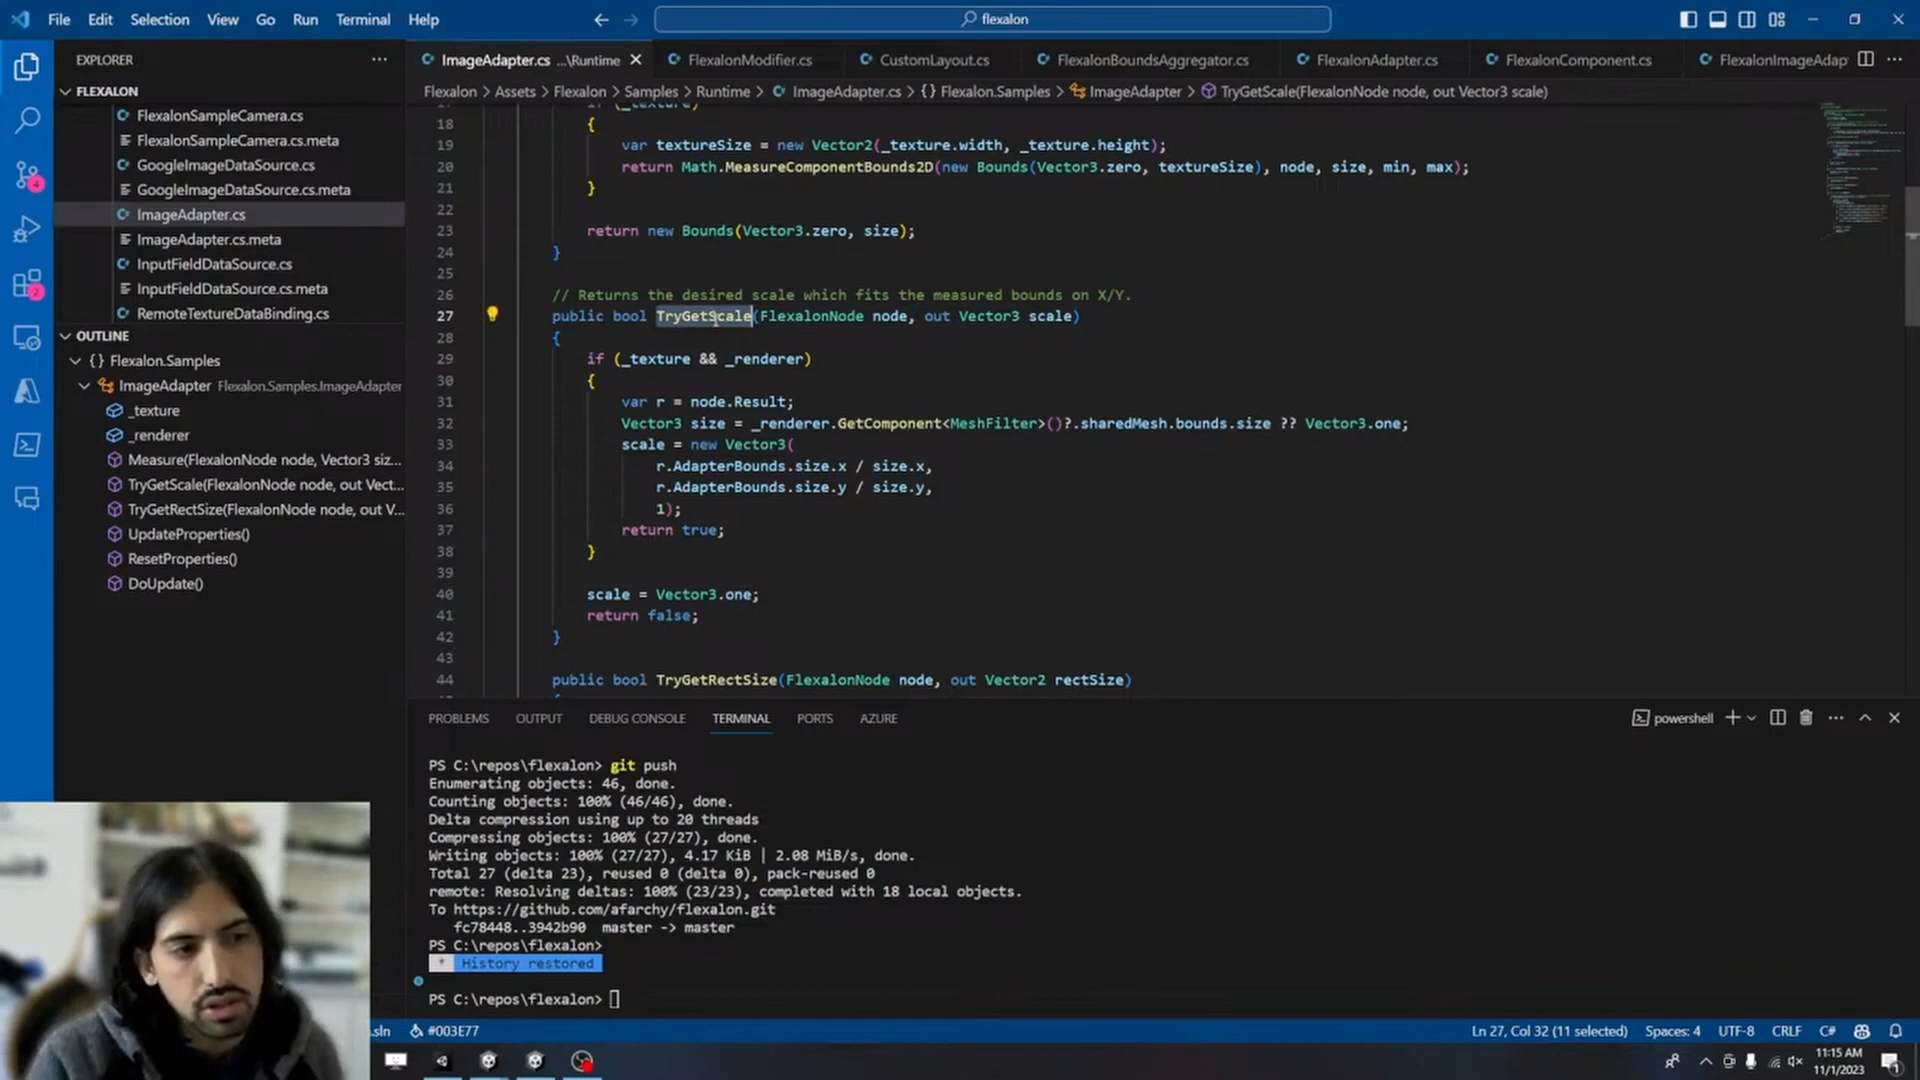 File Edit Selection View Go Run Terminal Help
flexalon
EXPLORER
FLEXALON
FlexalonSampleCamera.cs
FlexalonSampleCamera.cs.meta
GoogleImageDataSource.cs
GoogleImageDataSource.cs.meta
ImageAdapter.cs
ImageAdapter.cs.meta
InputFieldDataSource.cs
InputFieldDataSource.cs.meta
RemoteTextureDataBinding.cs
OUTLINE
{} Flexalon.Samples
ImageAdapter Flexalon.Samples.ImageAdapter
_texture
_renderer
Measure(FlexalonNode node, Vector3 siz...
TryGetScale(FlexalonNode node, out Vect...
TryGetRectSize(FlexalonNode node, out V...
UpdateProperties()
ResetProperties()
DoUpdate()
4
2
ImageAdapter.cs ...\Runtime FlexalonModifier.cs CustomLayout.cs FlexalonBoundsAggregator.cs FlexalonAdapter.cs FlexalonComponent.cs FlexalonImageAdap
Flexalon > Assets > Flexalon > Samples > Runtime > ImageAdapter.cs > {} Flexalon.Samples > ImageAdapter > TryGetScale(FlexalonNode node, out Vector3 scale)
17 if (_texture)
18 {
19 var textureSize = new Vector2(_texture.width, _texture.height);
20 return Math.MeasureComponentBounds2D(new Bounds(Vector3.zero, textureSize), node, size, min, max);
21 }
22
23 return new Bounds(Vector3.zero, size);
24 }
25
26 // Returns the desired scale which fits the measured bounds on X/Y.
27 public bool TryGetScale(FlexalonNode node, out Vector3 scale)
28 {
29 if (_texture && _renderer)
30 {
31 var r = node.Result;
32 Vector3 size = _renderer.GetComponent<MeshFilter>()?.sharedMesh.bounds.size ?? Vector3.one;
33 scale = new Vector3(
34 r.AdapterBounds.size.x / size.x,
35 r.AdapterBounds.size.y / size.y,
36 1);
37 return true;
38 }
39
40 scale = Vector3.one;
41 return false;
42 }
43
44 public bool TryGetRectSize(FlexalonNode node, out Vector2 rectSize)
PROBLEMS OUTPUT DEBUG CONSOLE TERMINAL PORTS AZURE
powershell
PS C:\repos\flexalon> git push
Enumerating objects: 46, done.
Counting objects: 100% (46/46), done.
Delta compression using up to 20 threads
Compressing objects: 100% (27/27), done.
Writing objects: 100% (27/27), 4.17 KiB | 2.08 MiB/s, done.
Total 27 (delta 23), reused 0 (delta 0), pack-reused 0
remote: Resolving deltas: 100% (23/23), completed with 18 local objects.
To https://github.com/afarchy/flexalon.git
fc78448..3942b90 master -> master
PS C:\repos\flexalon>
* History restored
PS C:\repos\flexalon>
.sln #003E77
Ln 27, Col 32 (11 selected) Spaces: 4 UTF-8 CRLF C#
11:15 AM
11/1/2023
1